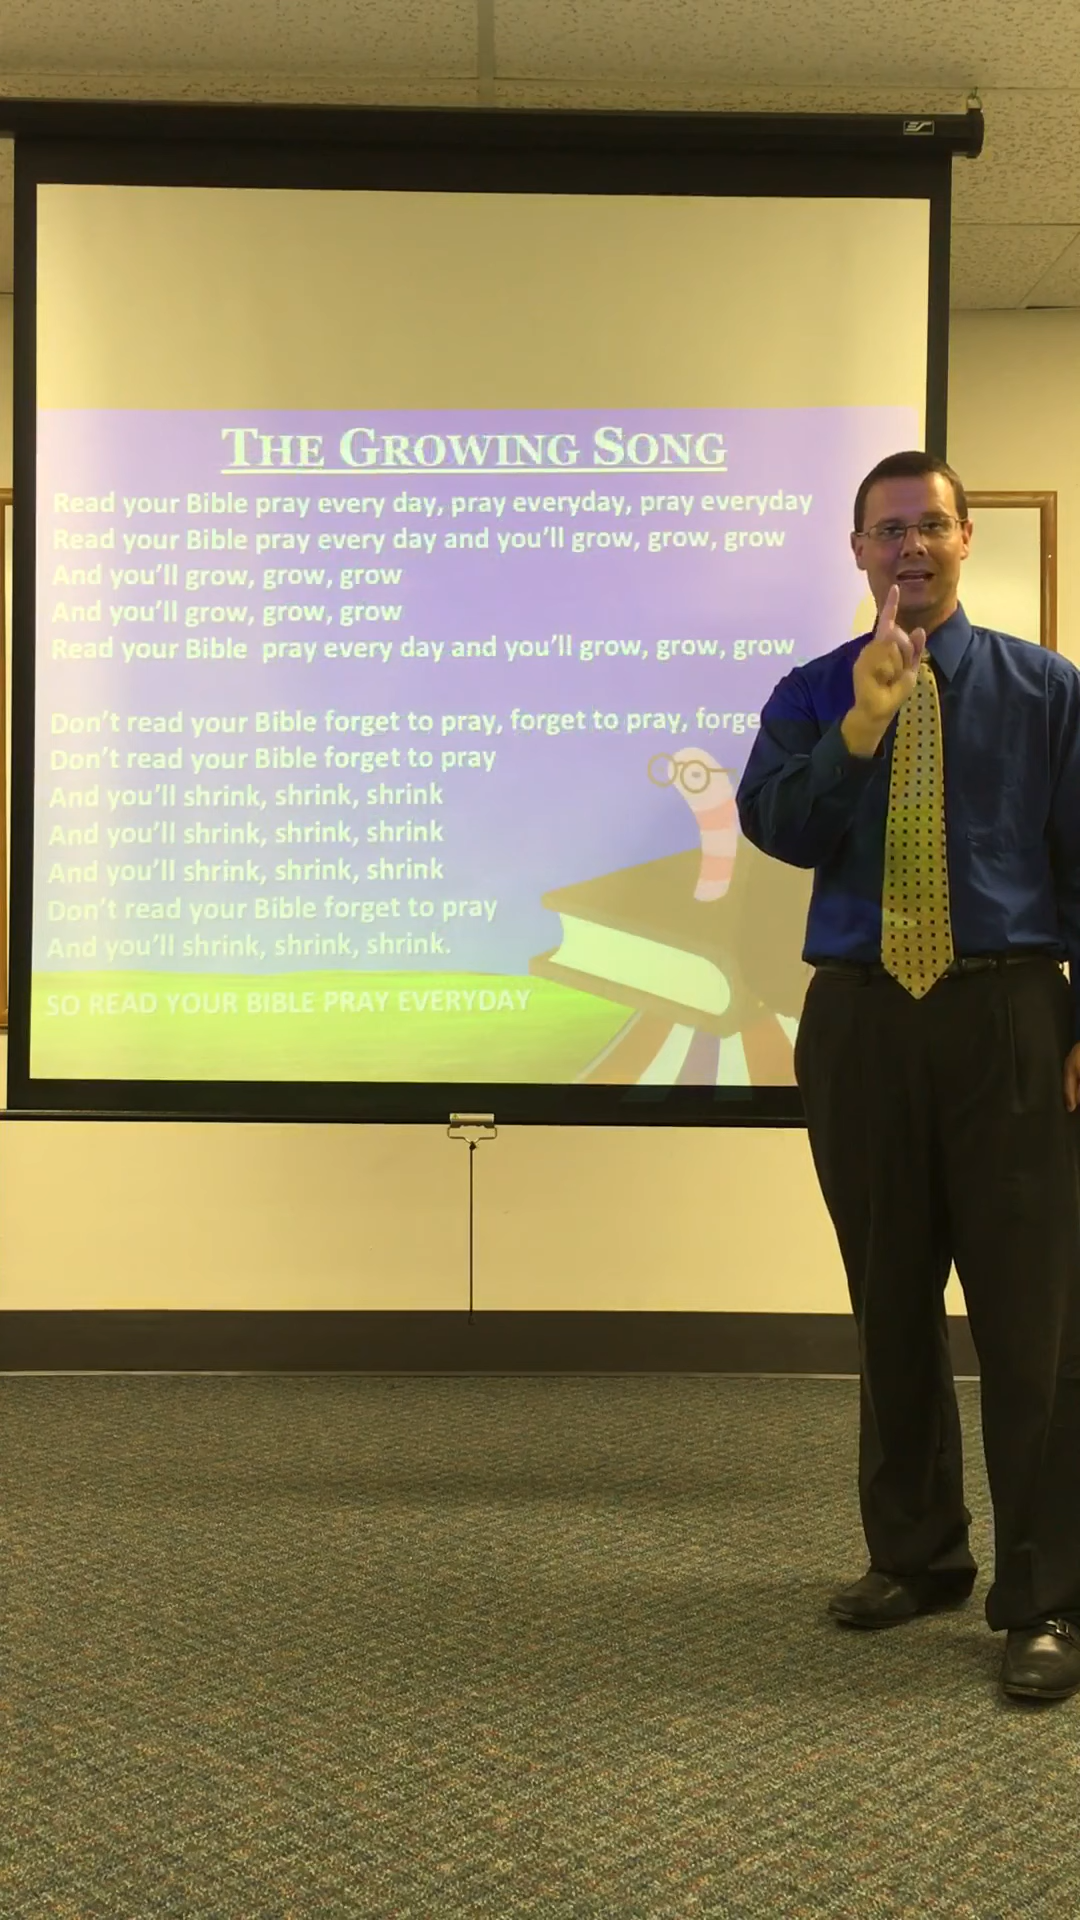 THE GROWING SONG
Read your Bible pray every day, pray everyday, pray everyday
Read your Bible pray every day and you'll grow, grow, grow
And you'll grow, grow, grow
And you'll grow, grow, grow
Read your Bible pray every day and you'll grow, grow, grow
Don't read your Bible forget to pray, forget to pray, forge
Don't read your Bible forget to pray
And you'll shrink, shrink, shrink
And you'll shrink, shrink, shrink
And you'll shrink, shrink, shrink
Don't read your Bible forget to pray
And you'll shrink, shrink, shrink.
SO READ YOUR BIBLE PRAY EVERYDAY